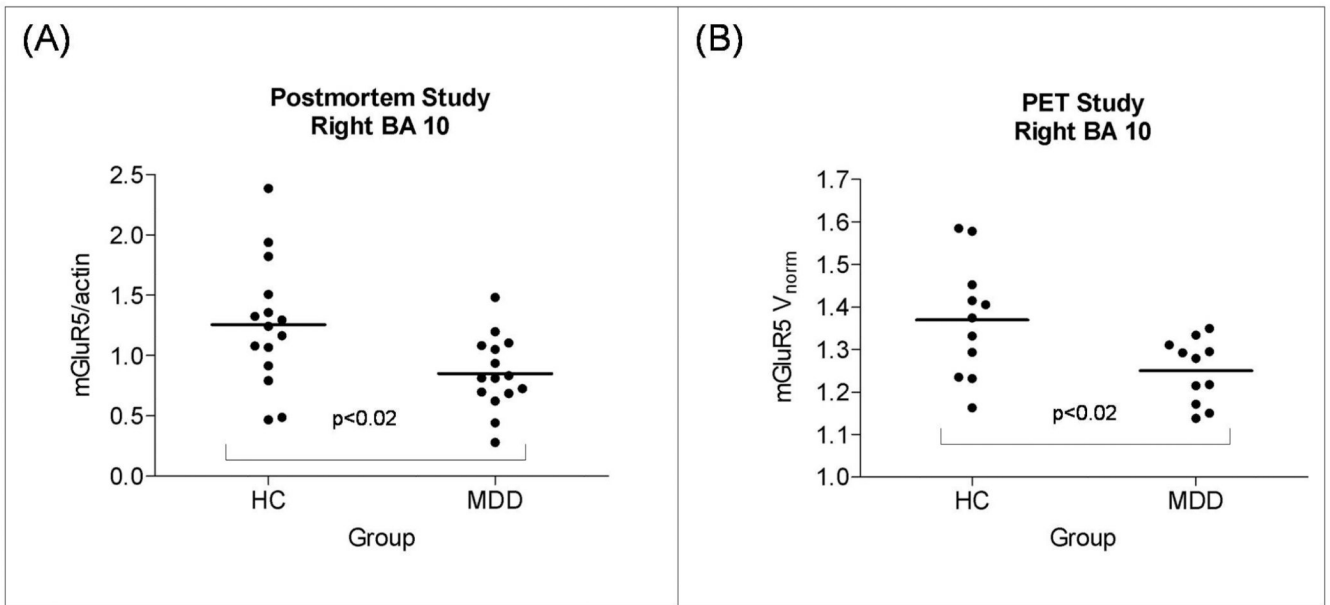 (A)
Postmortem Study
Right BA 10
mGluR5/actin
2.5
2.0
1.5
1.0
0.5
0.0
p<0.02
HC
MDD
Group
(B)
PET Study
Right BA 10
mGluR5 Vnorm
1.7
1.6
1.5
1.4
1.3
1.2
1.1
1.0
p<0.02
HC
MDD
Group